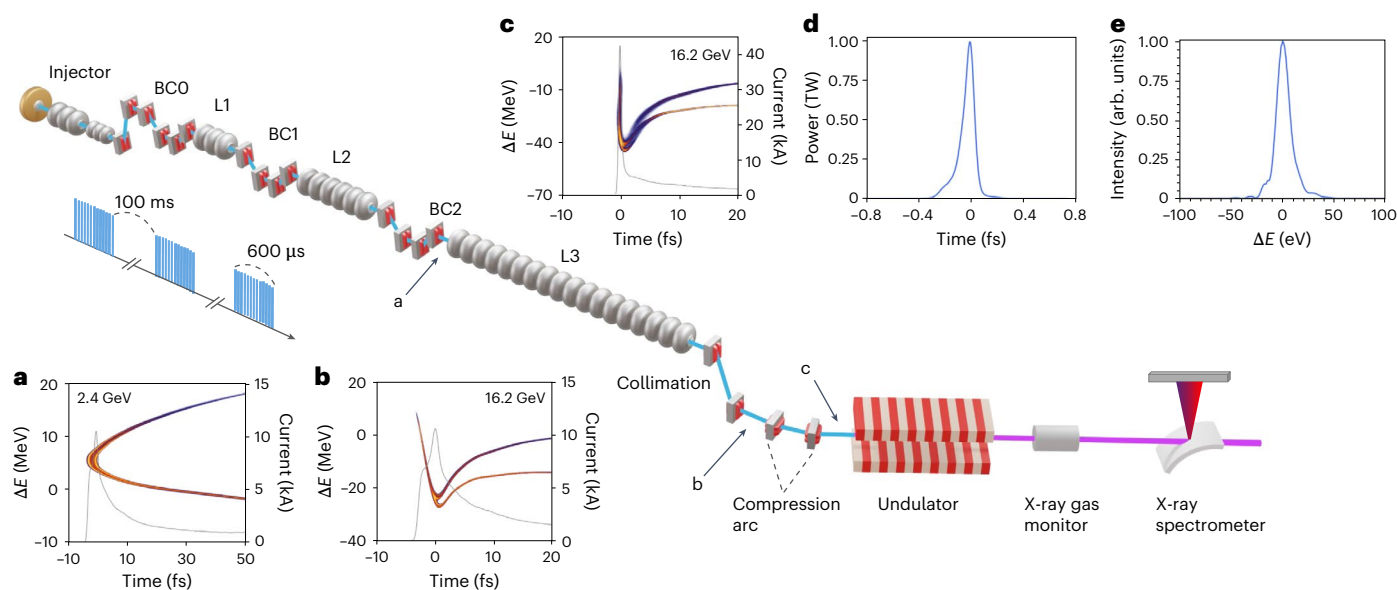 c
20
−10
−40
−70
ΔE (MeV)
16.2 GeV
40
30
20
10
0
Current (kA)
−10
0
10
20
Time (fs)
d
1.00
0.75
0.50
0.25
0
Power (TW)
−0.8
−0.4
0
0.4
0.8
Time (fs)
e
1.00
0.75
0.50
0.25
0
Intensity (arb. units)
−100
−50
0
50
100
ΔE (eV)
Injector
BC0
L1
BC1
L2
BC2
L3
a
100 ms
600 µs
Collimation
b
c
Compression
arc
Undulator
X-ray gas
monitor
X-ray
spectrometer
a
20
10
0
−10
ΔE (MeV)
2.4 GeV
15
10
5
0
Current (kA)
−10
10
30
50
Time (fs)
b
20
0
−20
−40
ΔE (MeV)
16.2 GeV
15
10
5
0
Current (kA)
−10
0
10
20
Time (fs)